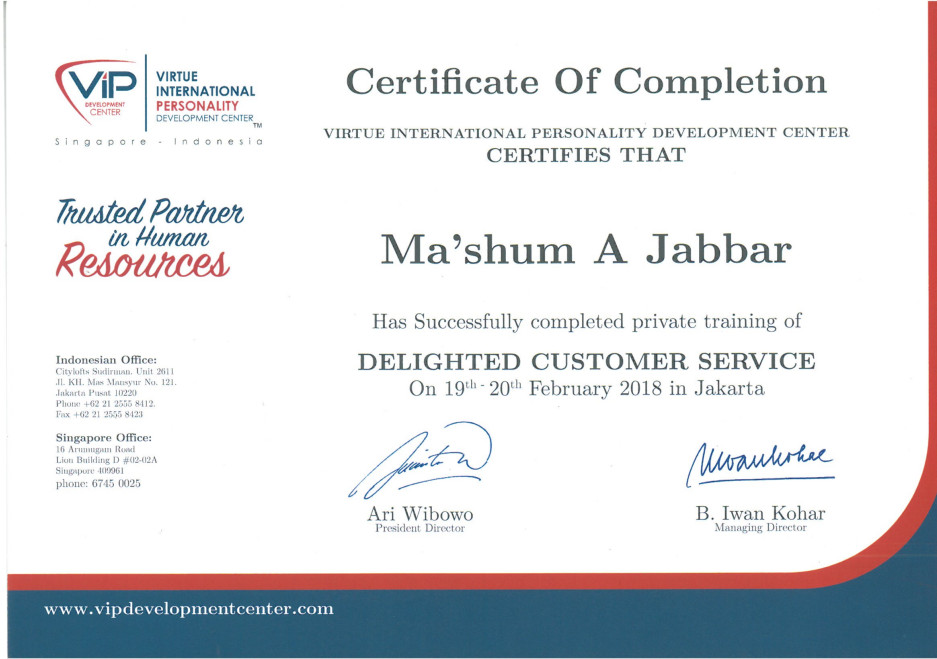 ViP
DEVELOPMENT
CENTER
VIRTUE
INTERNATIONAL
PERSONALITY
DEVELOPMENT CENTER
TM
Singapore - Indonesia
Trusted Partner
in Human
Resources
Certificate Of Completion
VIRTUE INTERNATIONAL PERSONALITY DEVELOPMENT CENTER
CERTIFIES THAT
Ma'shum A Jabbar
Has Successfully completed private training of
DELIGHTED CUSTOMER SERVICE
On 19th - 20th February 2018 in Jakarta
Indonesian Office:
Citylofts Sudirman. Unit 2611
Jl. KH. Mas Mansyur No. 121.
Jakarta Pusat 10220
Phone +62 21 2555 8412.
Fax +62 21 2555 8423
Singapore Office:
16 Arumugam Road
Lion Building D #02-02A
Singapore 409961
phone: 6745 0025
Ari Wibowo
President Director
B. Iwan Kohar
Managing Director
www.vipdevelopmentcenter.com